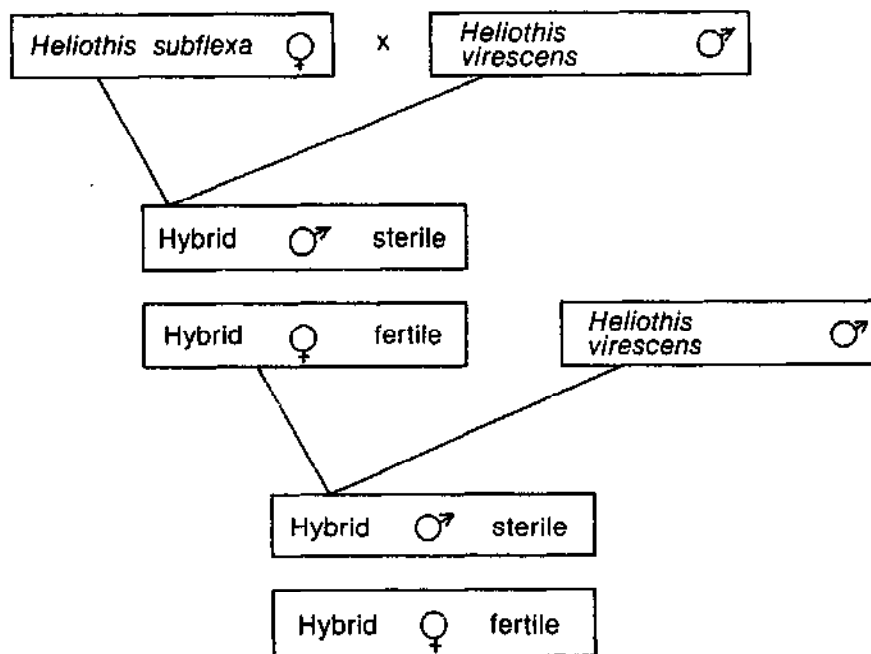 Heliothis subflexa ♀ x Heliothis virescens ♂
Hybrid ♂ sterile
Hybrid ♀ fertile
Heliothis
virescens ♂
Hybrid ♂ sterile
Hybrid ♀ fertile